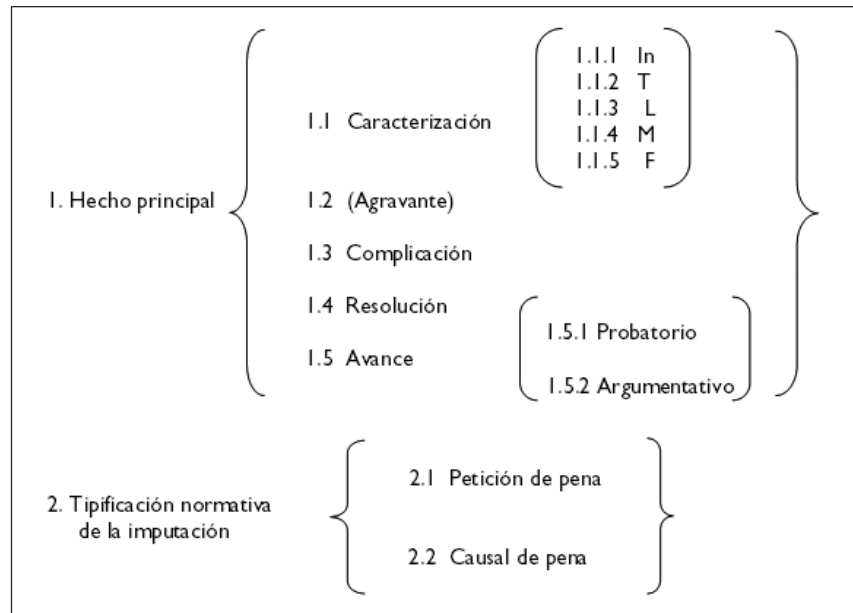 1. Hecho principal
1.1 Caracterización
1.1.1 In
1.1.2 T
1.1.3 L
1.1.4 M
1.1.5 F
1.2 (Agravante)
1.3 Complicación
1.4 Resolución
1.5 Avance
1.5.1 Probatorio
1.5.2 Argumentativo
2. Tipificación normativa
de la imputación
2.1 Petición de pena
2.2 Causal de pena